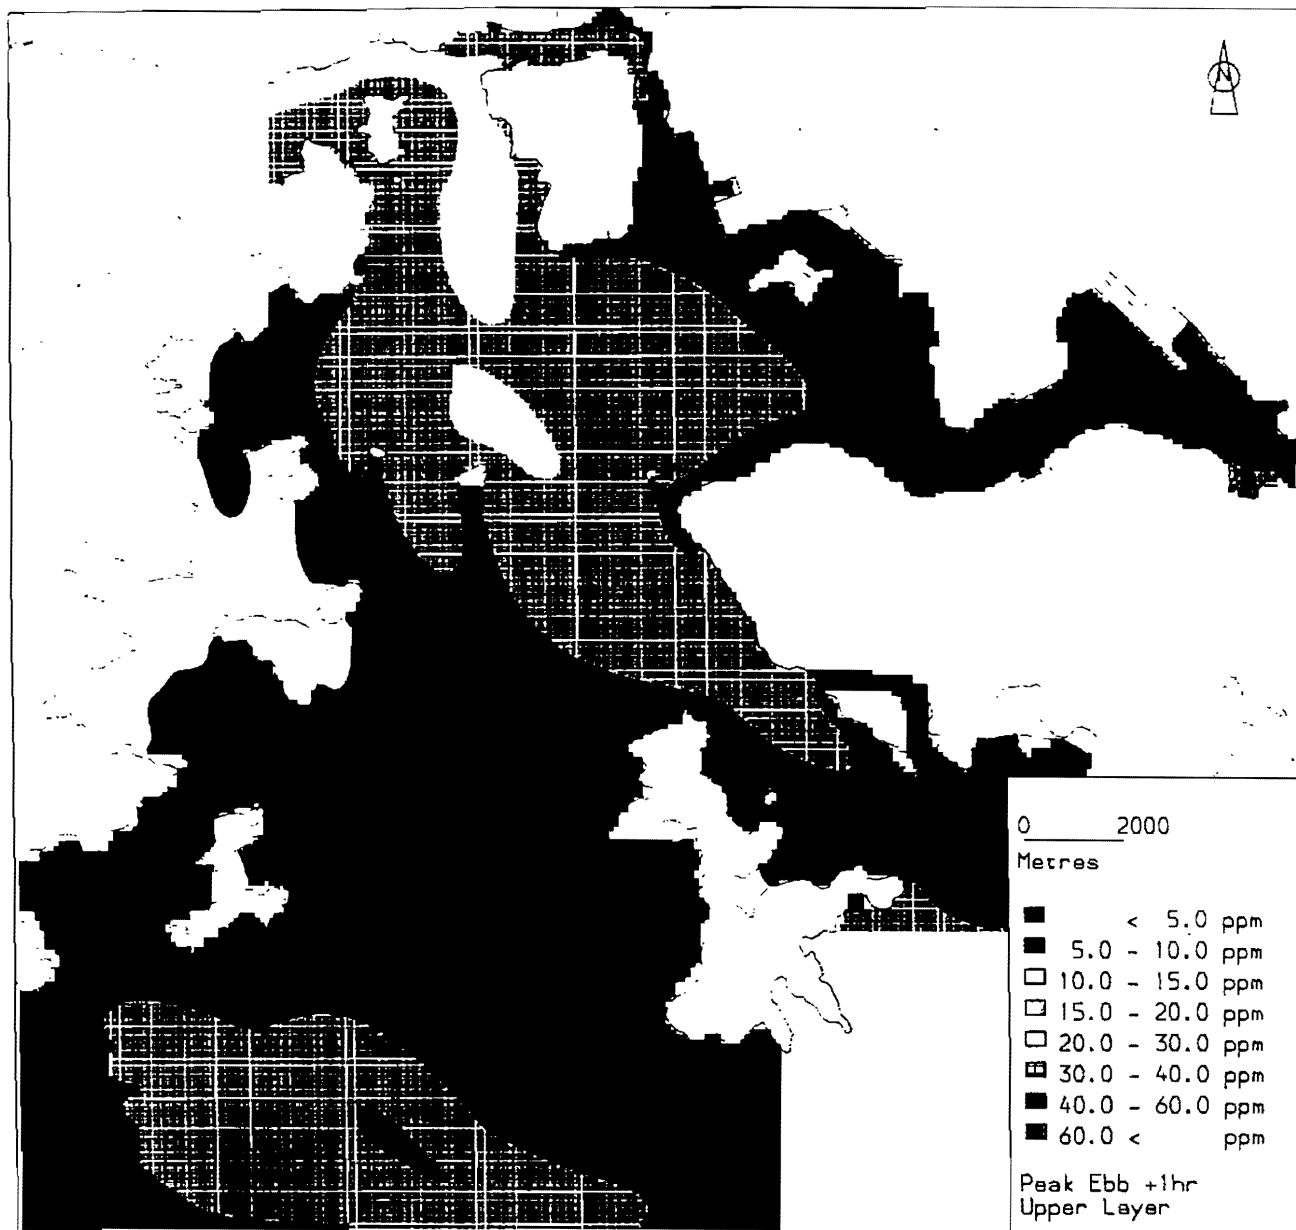 N
0 2000
Metres
< 5.0 ppm
5.0 - 10.0 ppm
10.0 - 15.0 ppm
15.0 - 20.0 ppm
20.0 - 30.0 ppm
30.0 - 40.0 ppm
40.0 - 60.0 ppm
60.0 < ppm
Peak Ebb +1hr
Upper Layer